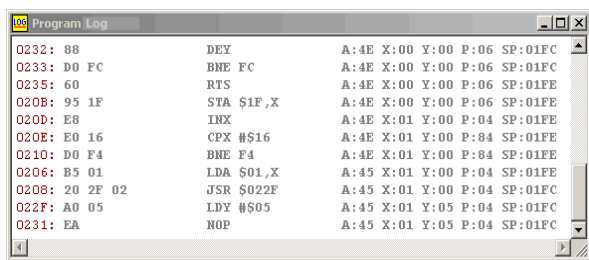 LOG Program Log
0232: 88 DEY A:4E X:00 Y:00 P:06 SP:01FC
0233: D0 FC BNE FC A:4E X:00 Y:00 P:06 SP:01FC
0235: 60 RTS A:4E X:00 Y:00 P:06 SP:01FE
020B: 95 1F STA $1F,X A:4E X:00 Y:00 P:06 SP:01FE
020D: E8 INX A:4E X:01 Y:00 P:04 SP:01FE
020E: E0 16 CPX #$16 A:4E X:01 Y:00 P:84 SP:01FE
0210: D0 F4 BNE F4 A:4E X:01 Y:00 P:84 SP:01FE
0206: B5 01 LDA $01,X A:45 X:01 Y:00 P:04 SP:01FE
0208: 20 2F 02 JSR $022F A:45 X:01 Y:00 P:04 SP:01FC
022F: A0 05 LDY #$05 A:45 X:01 Y:05 P:04 SP:01FC
0231: EA NOP A:45 X:01 Y:05 P:04 SP:01FC